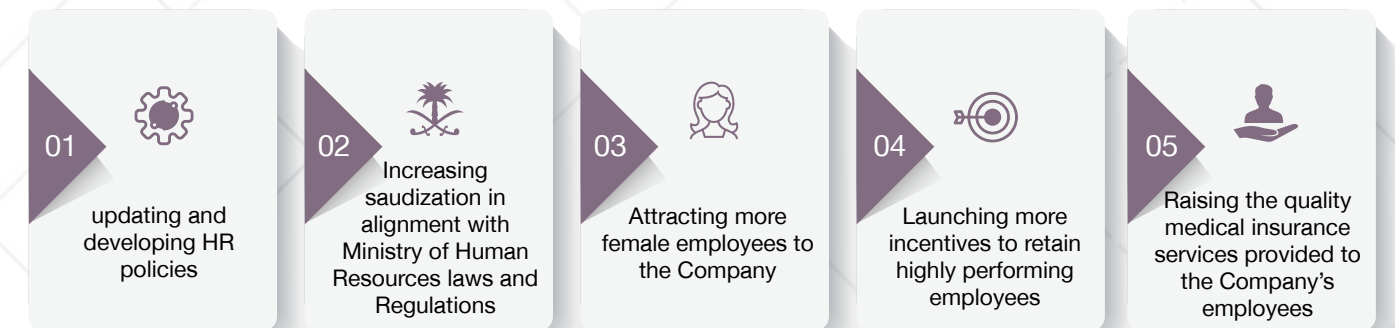 01
updating and
developing HR
policies
02
Increasing
saudization in
alignment with
Ministry of Human
Resources laws and
Regulations
03
Attracting more
female employees to
the Company
04
Launching more
incentives to retain
highly performing
employees
05
Raising the quality
medical insurance
services provided to
the Company's
employees